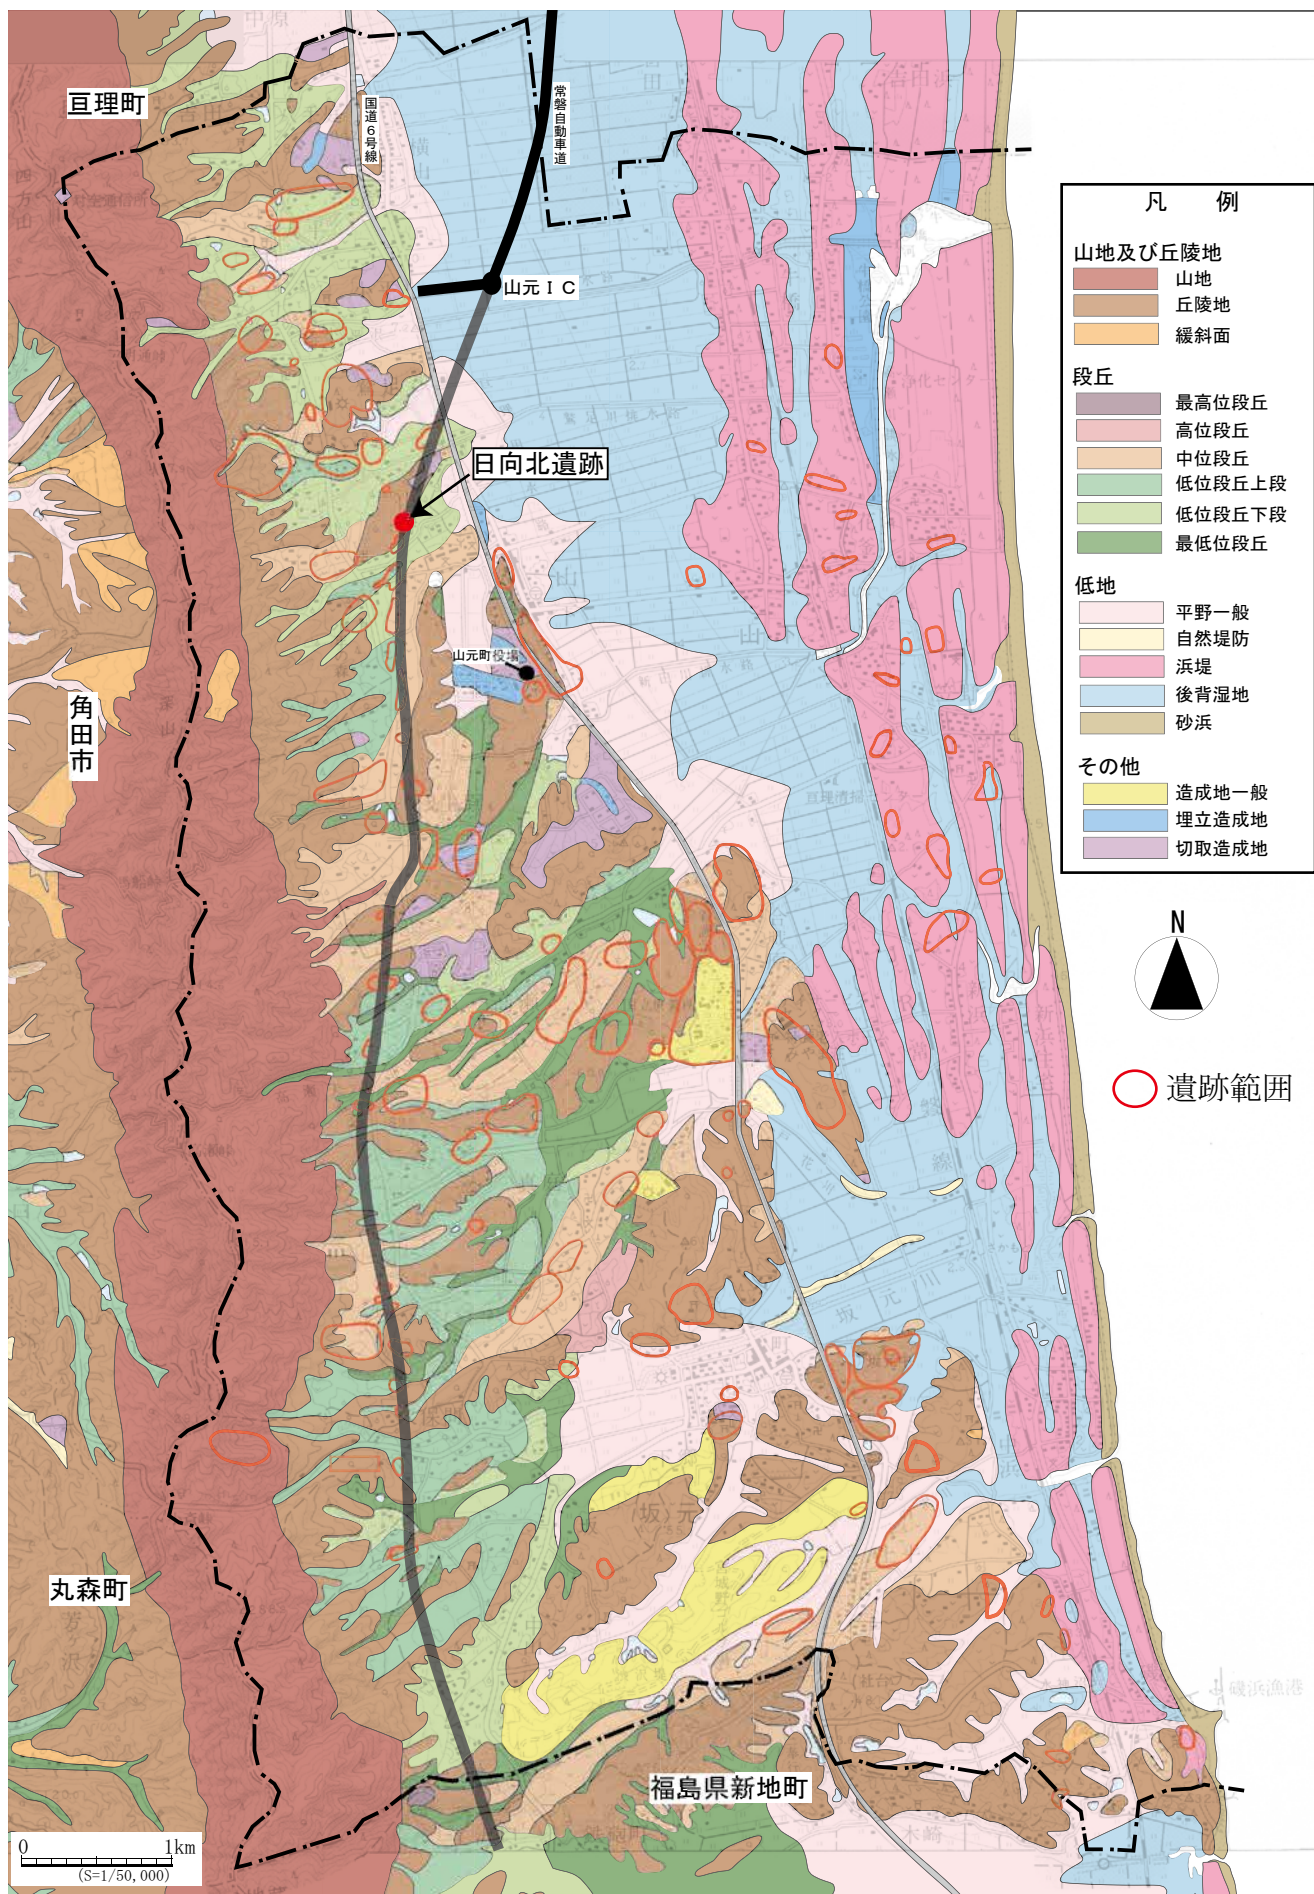 亘理町
国道6号線
常磐自動車道
山元IC
日向北遺跡
山元町役場
角田市
丸森町
福島県新地町
凡 例
山地及び丘陵地
山地
丘陵地
緩斜面
段丘
最高位段丘
高位段丘
中位段丘
低位段丘上段
低位段丘下段
最低位段丘
低地
平野一般
自然堤防
浜堤
後背湿地
砂浜
その他
造成地一般
埋立造成地
切取造成地
N
遺跡範囲
磯浜漁港
0 1km
(S=1/50,000)